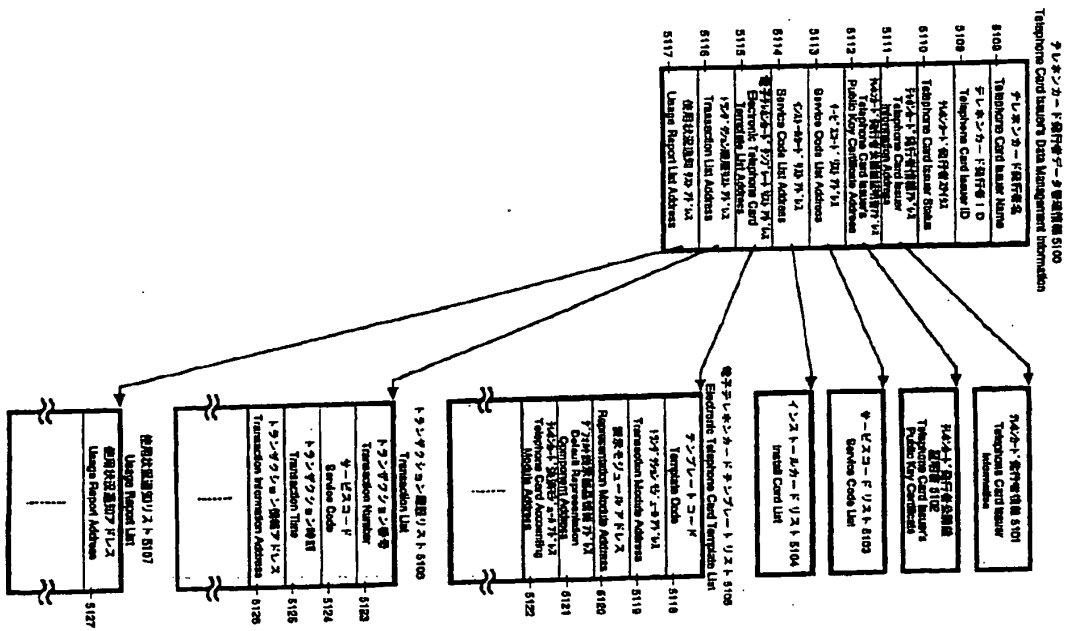 テレホンカード発行者データ管理情報 5100
Telephone Card Issuer's Data Management Information
テレホンカード発行者名
Telephone Card Issuer Name
5108
テレホンカード発行者ID
Telephone Card Issuer ID
5109
Telephone Card Issuer Status
5110
Telephone Card Issuer
Information Address
5111
Telephone Card Issuer's
Public Key Certificate Address
5112
Service Code List Address
5113
Service Code List Address
5114
Electronic Telephone Card
Template List Address
5115
Transaction List Address
5116
Usage Report List Address
5117
Telephone Card Issuer
Information
5101
Telephone Card Issuer's
Public Key Certificate
5102
サービスコードリスト 5103
Service Code List
インストールカードリスト 5104
Install Card List
電子テレホンカードテンプレートリスト 5105
Electronic Telephone Card Template List
テンプレートコード
Template Code
5118
Transaction Module Address
5119
表示モジュールアドレス
Representation Module Address
5120
Default Representation
Component Address
5121
Telephone Card Accounting
Module Address
5122
トランザクション履歴リスト 5106
Transaction List
トランザクション番号
Transaction Number
5123
サービスコード
Service Code
5124
トランザクション時刻
Transaction Time
5125
トランザクション情報アドレス
Transaction Information Address
5126
使用状況通知リスト 5107
Usage Report List
使用状況通知アドレス
Usage Report Address
5127